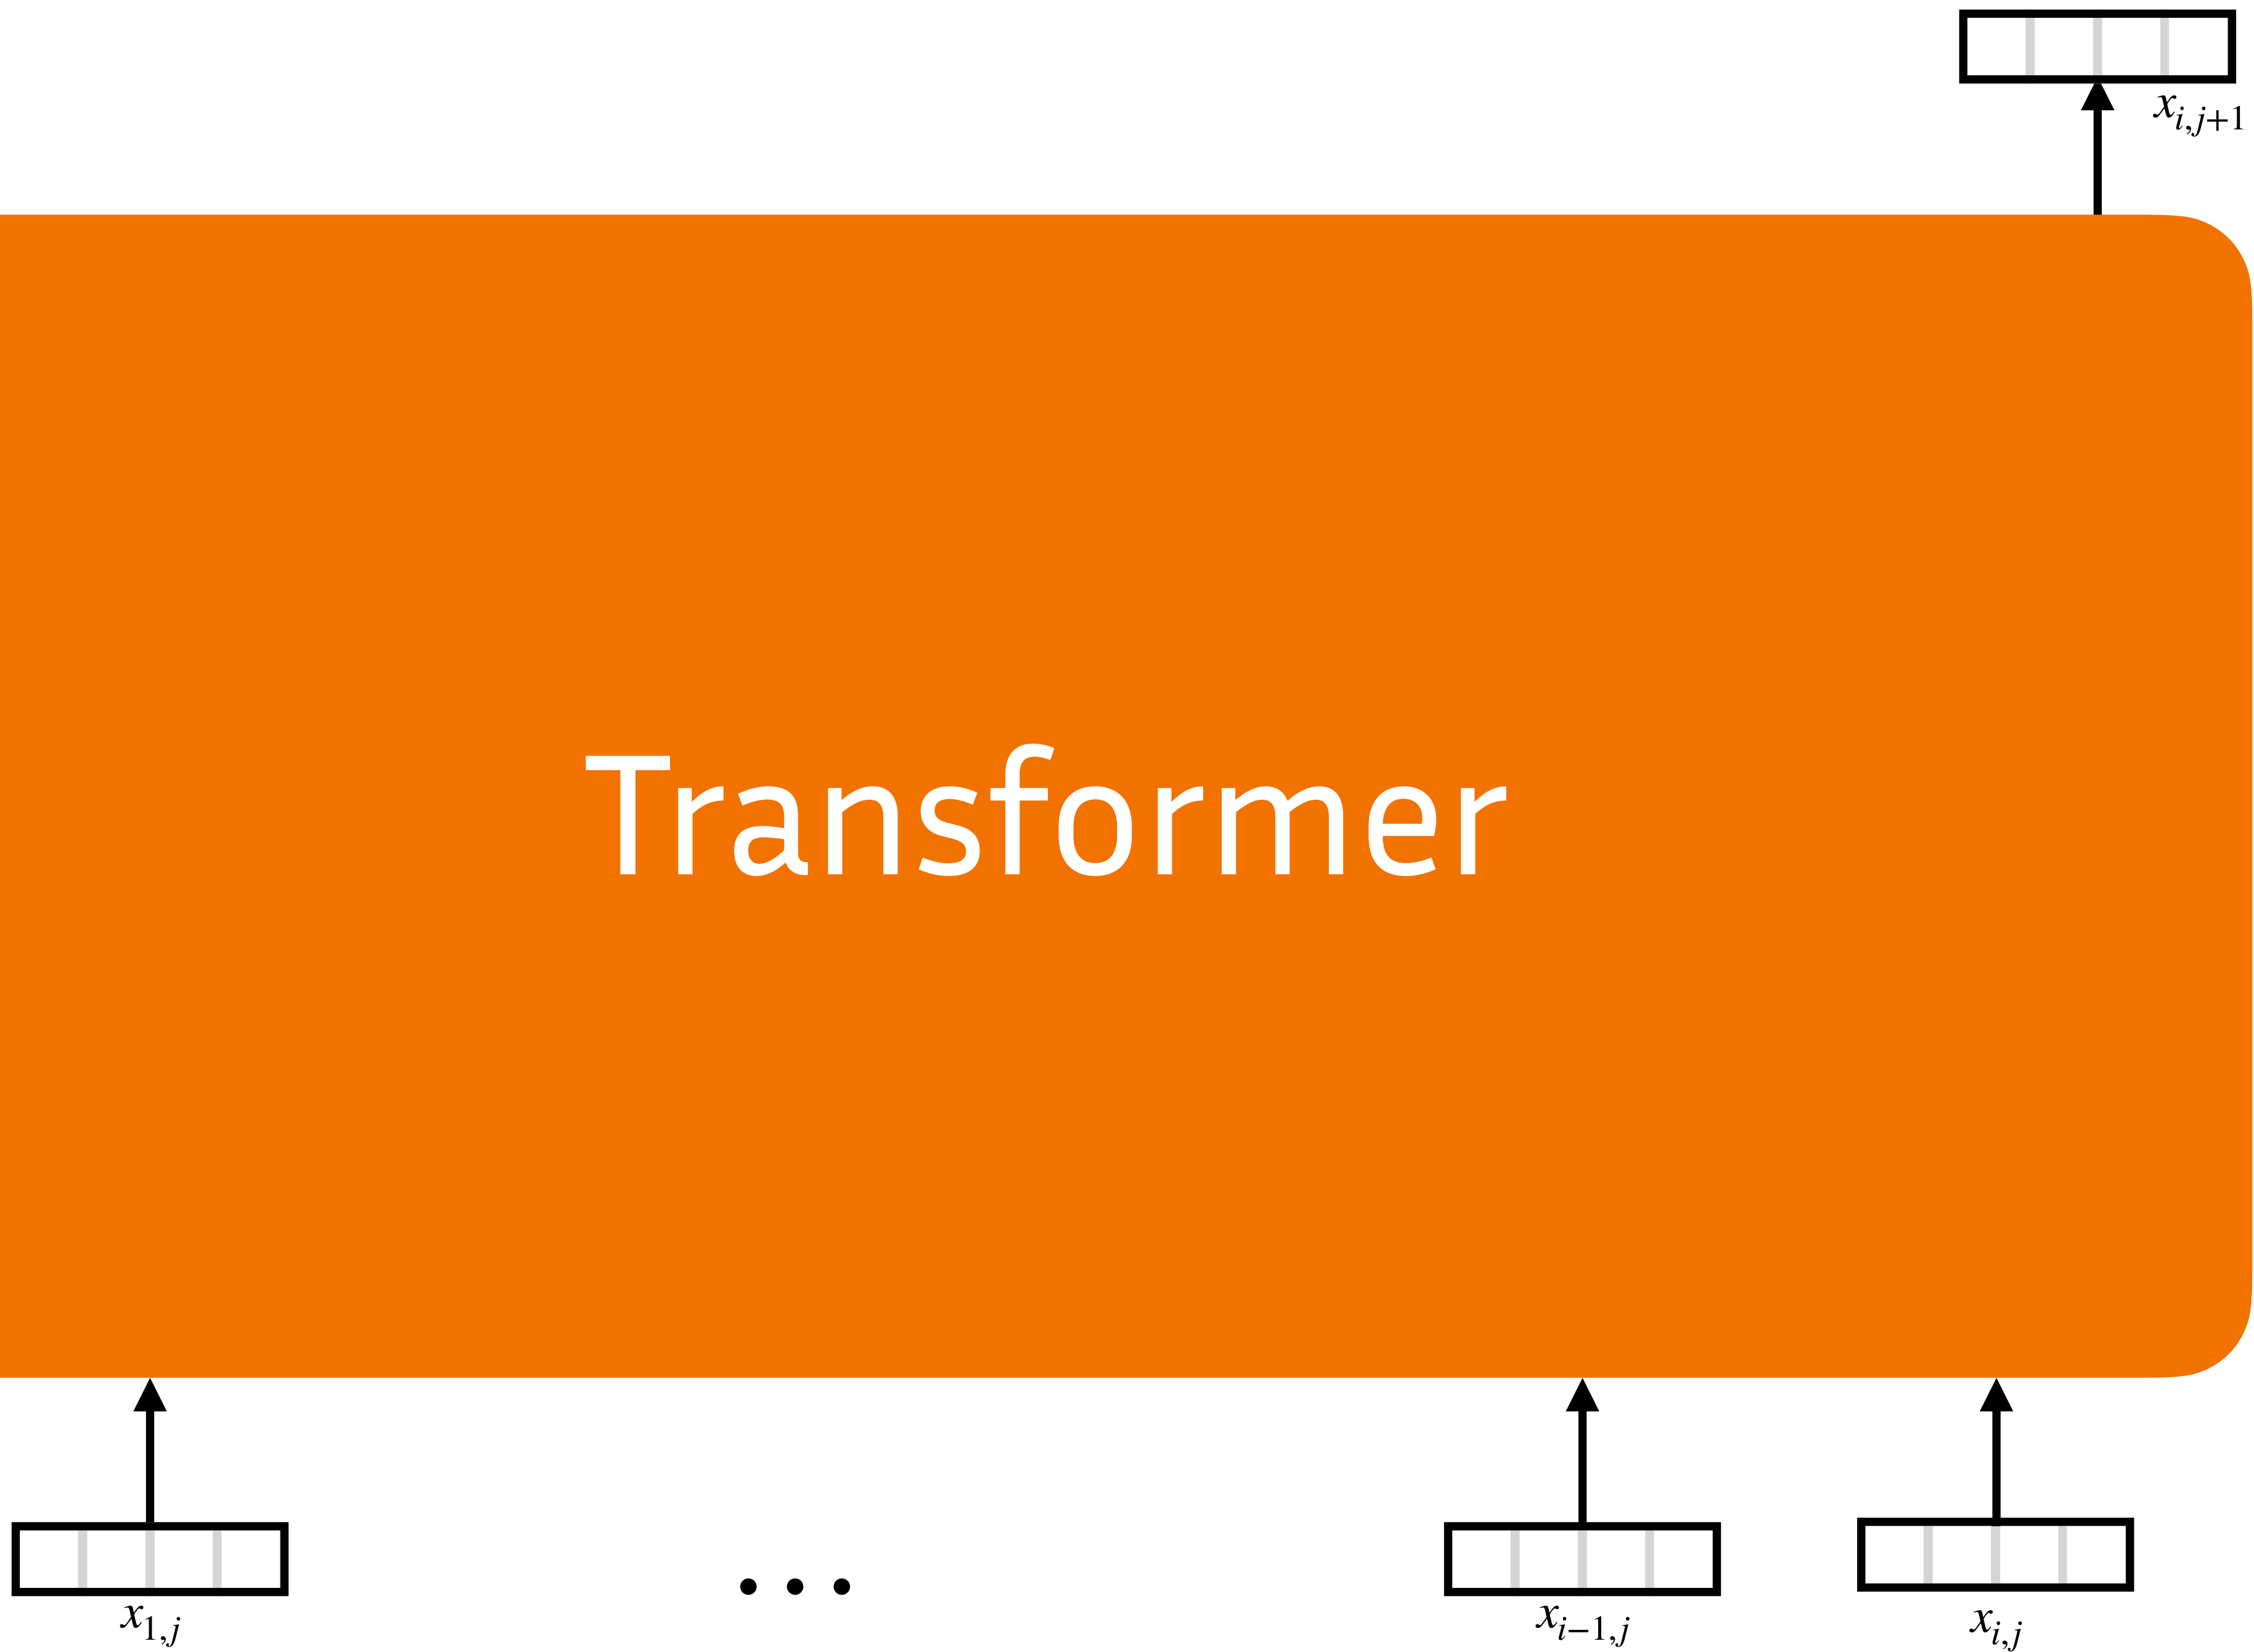 x_{i,j+1}
Transformer
...
x_{1,j} x_{i−1,j} x_{i,j}